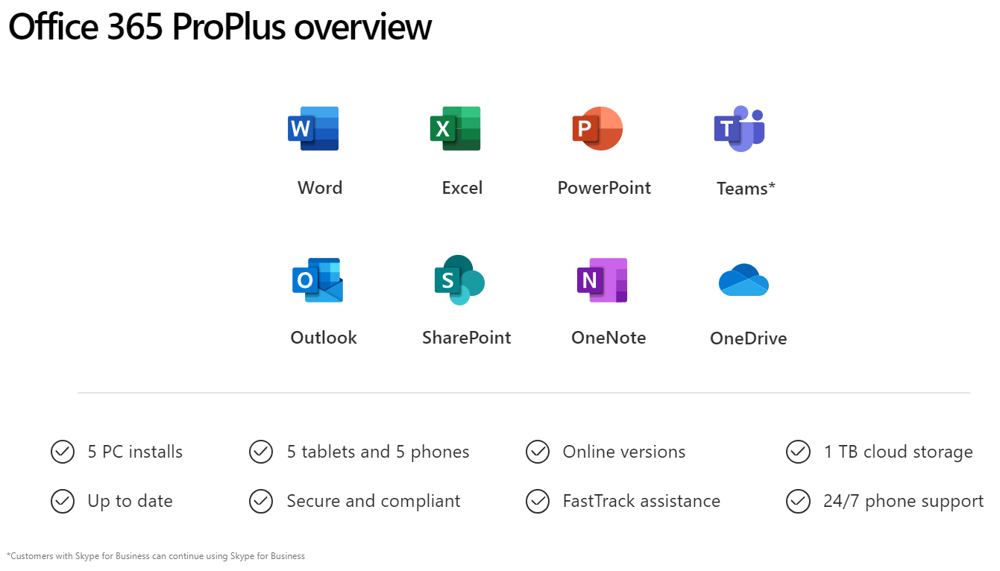 Office 365 ProPlus overview
W X P T
Word Excel PowerPoint Teams*
O S N
Outlook SharePoint OneNote OneDrive
5 PC installs 5 tablets and 5 phones Online versions 1 TB cloud storage
Up to date Secure and compliant FastTrack assistance 24/7 phone support
*Customers with Skype for Business can continue using Skype for Business